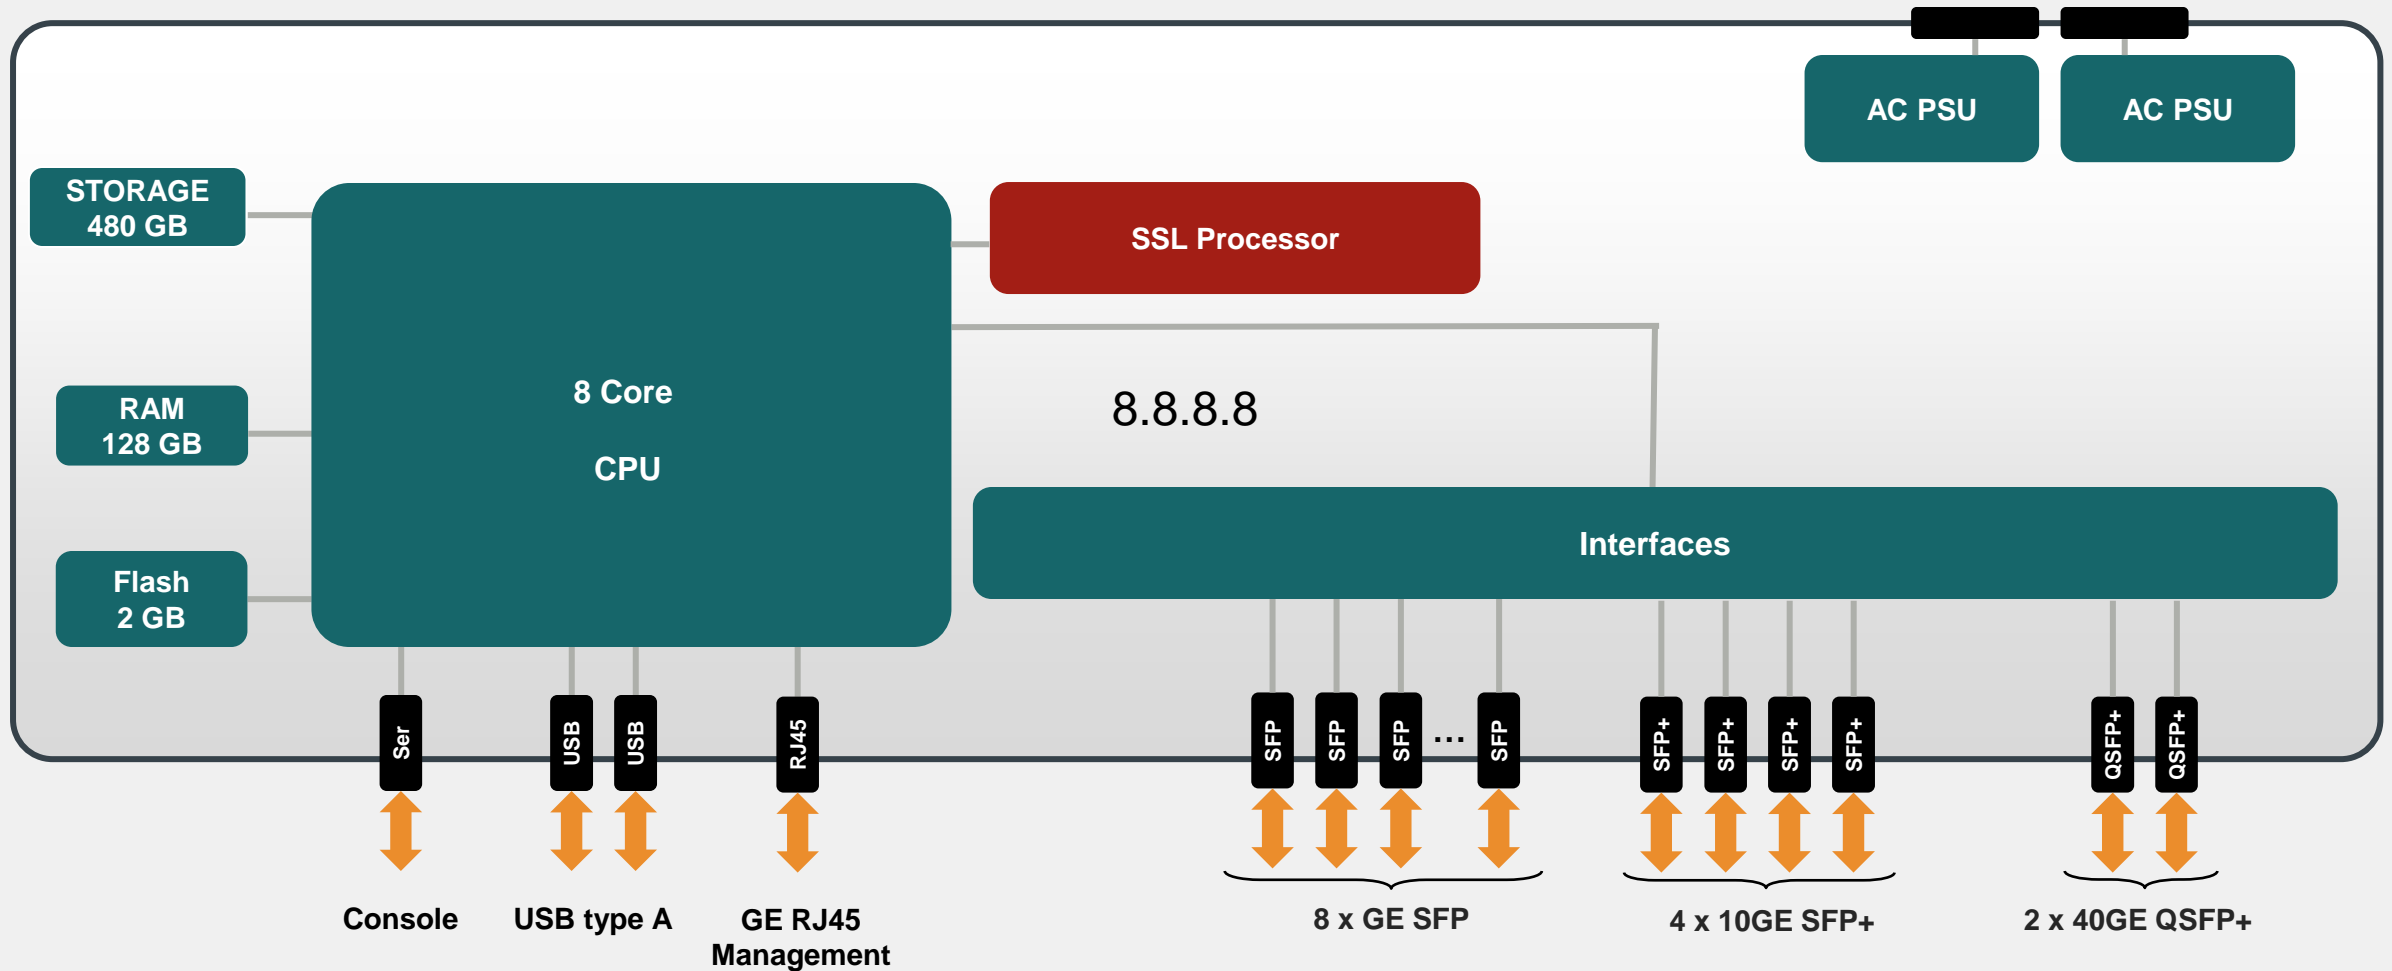 AC PSU
AC PSU
STORAGE
480 GB
SSL Processor
8 Core
CPU
8.8.8.8
RAM
128 GB
Interfaces
Flash
2 GB
Ser
USB
USB
RJ45
SFP
SFP
SFP
...
SFP
SFP+
SFP+
SFP+
SFP+
QSFP+
QSFP+
Console
USB type A
GE RJ45
Management
8 x GE SFP
4 x 10GE SFP+
2 x 40GE QSFP+